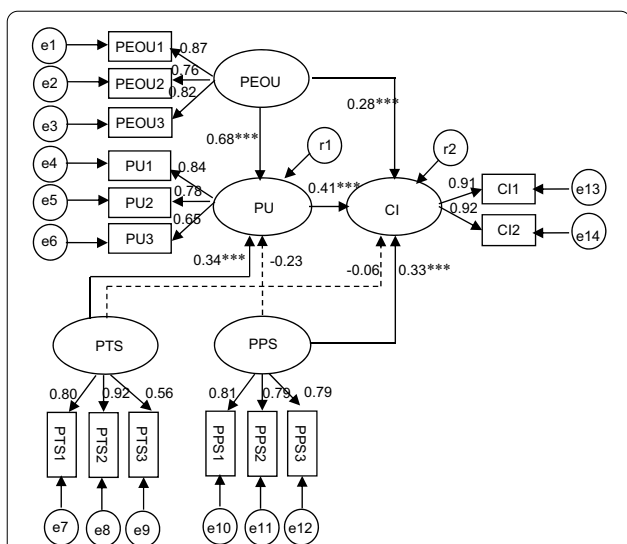 e1
PEOU1
0.87
PEOU
e2
PEOU2
0.76
0.82
e3
PEOU3
0.28***
0.68***
r1
r2
e4
PU1
0.84
e5
PU2
0.78
PU
0.41***
CI
0.91
CI1
e13
e6
PU3
0.65
0.92
CI2
e14
0.34***
-0.23
-0.06
0.33***
PTS
PPS
0.80
0.92
0.56
0.81
0.79
0.79
PTS1
PTS2
PTS3
PPS1
PPS2
PPS3
e7
e8
e9
e10
e11
e12